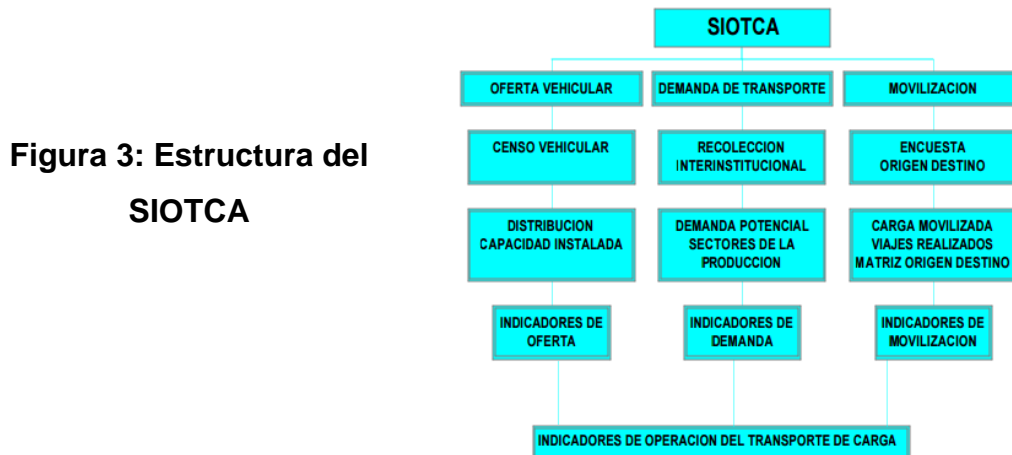 Figura 3: Estructura del
SIOTCA
SIOTCA
OFERTA VEHICULAR
DEMANDA DE TRANSPORTE
MOVILIZACION
CENSO VEHICULAR
RECOLECCION
INTERINSTITUCIONAL
ENCUESTA
ORIGEN DESTINO
DISTRIBUCION
CAPACIDAD INSTALADA
DEMANDA POTENCIAL
SECTORES DE LA
PRODUCCION
CARGA MOVILIZADA
VIAJES REALIZADOS
MATRIZ ORIGEN DESTINO
INDICADORES DE
OFERTA
INDICADORES DE
DEMANDA
INDICADORES DE
MOVILIZACION
INDICADORES DE OPERACION DEL TRANSPORTE DE CARGA